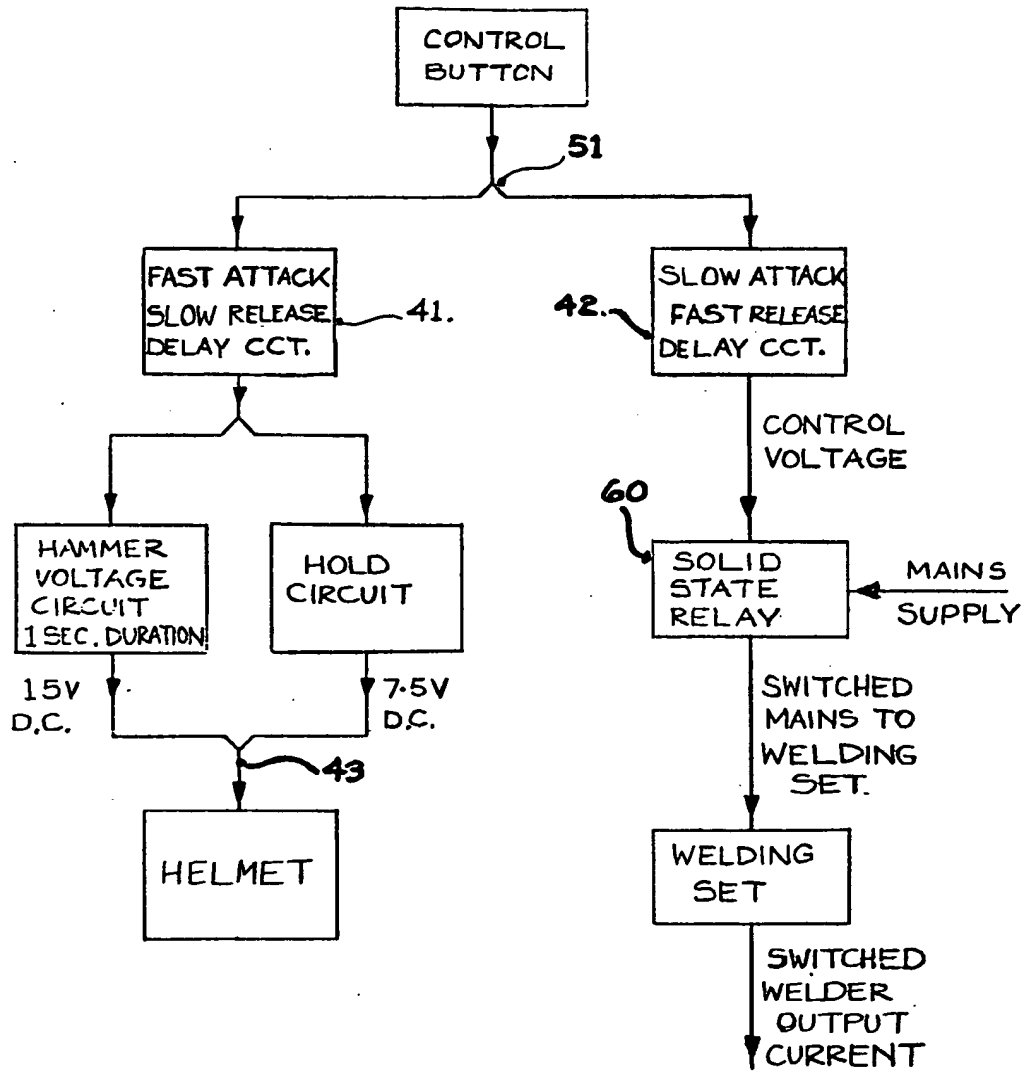 CONTROL
BUTTON
51
FAST ATTACK
SLOW RELEASE
DELAY CCT.
41.
42.
SLOW ATTACK
FAST RELEASE
DELAY CCT.
CONTROL
VOLTAGE
HAMMER
VOLTAGE
CIRCUIT
1 SEC. DURATION
HOLD
CIRCUIT
60
SOLID
STATE
RELAY
MAINS
SUPPLY
15V
D.C.
7.5V
D.C.
43
SWITCHED
MAINS TO
WELDING
SET.
HELMET
WELDING
SET
SWITCHED
WELDER
OUTPUT
CURRENT